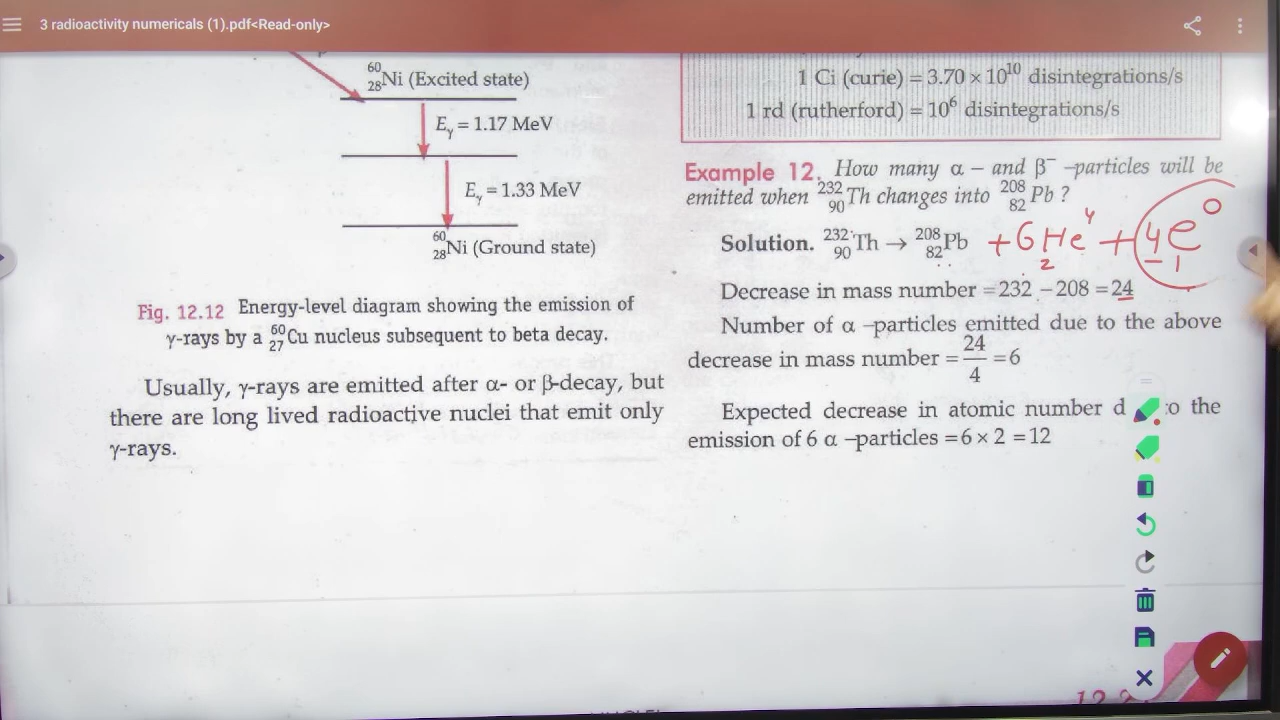 3 radioactivity numericals (1).pdf<Read-only>
60
28Ni (Excited state)
Eγ = 1.17 MeV
Eγ = 1.33 MeV
60
28Ni (Ground state)
Fig. 12.12 Energy-level diagram showing the emission of
γ-rays by a 60 27Cu nucleus subsequent to beta decay.
Usually, γ-rays are emitted after α- or β-decay, but
there are long lived radioactive nuclei that emit only
γ-rays.
1 Ci (curie) = 3.70 × 10^10 disintegrations/s
1 rd (rutherford) = 10^6 disintegrations/s
Example 12. How many α – and β⁻ –particles will be
emitted when 232 90Th changes into 208 82Pb ?
Solution. 232 90Th → 208 82Pb + 6 He 4 2 + 4 e 0 -1
Decrease in mass number = 232 – 208 = 24
Number of α –particles emitted due to the above
decrease in mass number = 24/4 = 6
Expected decrease in atomic number d to the
emission of 6 α –particles = 6 × 2 = 12